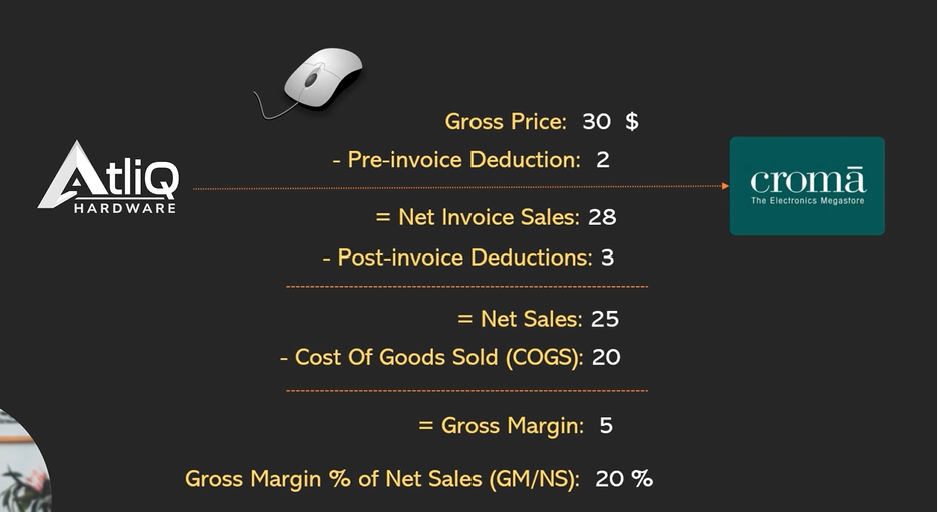 Gross Price: 30 $
- Pre-invoice Deduction: 2
AtliQ
HARDWARE
cromā
The Electronics Megastore
= Net Invoice Sales: 28
- Post-invoice Deductions: 3
= Net Sales: 25
- Cost Of Goods Sold (COGS): 20
= Gross Margin: 5
Gross Margin % of Net Sales (GM/NS): 20 %